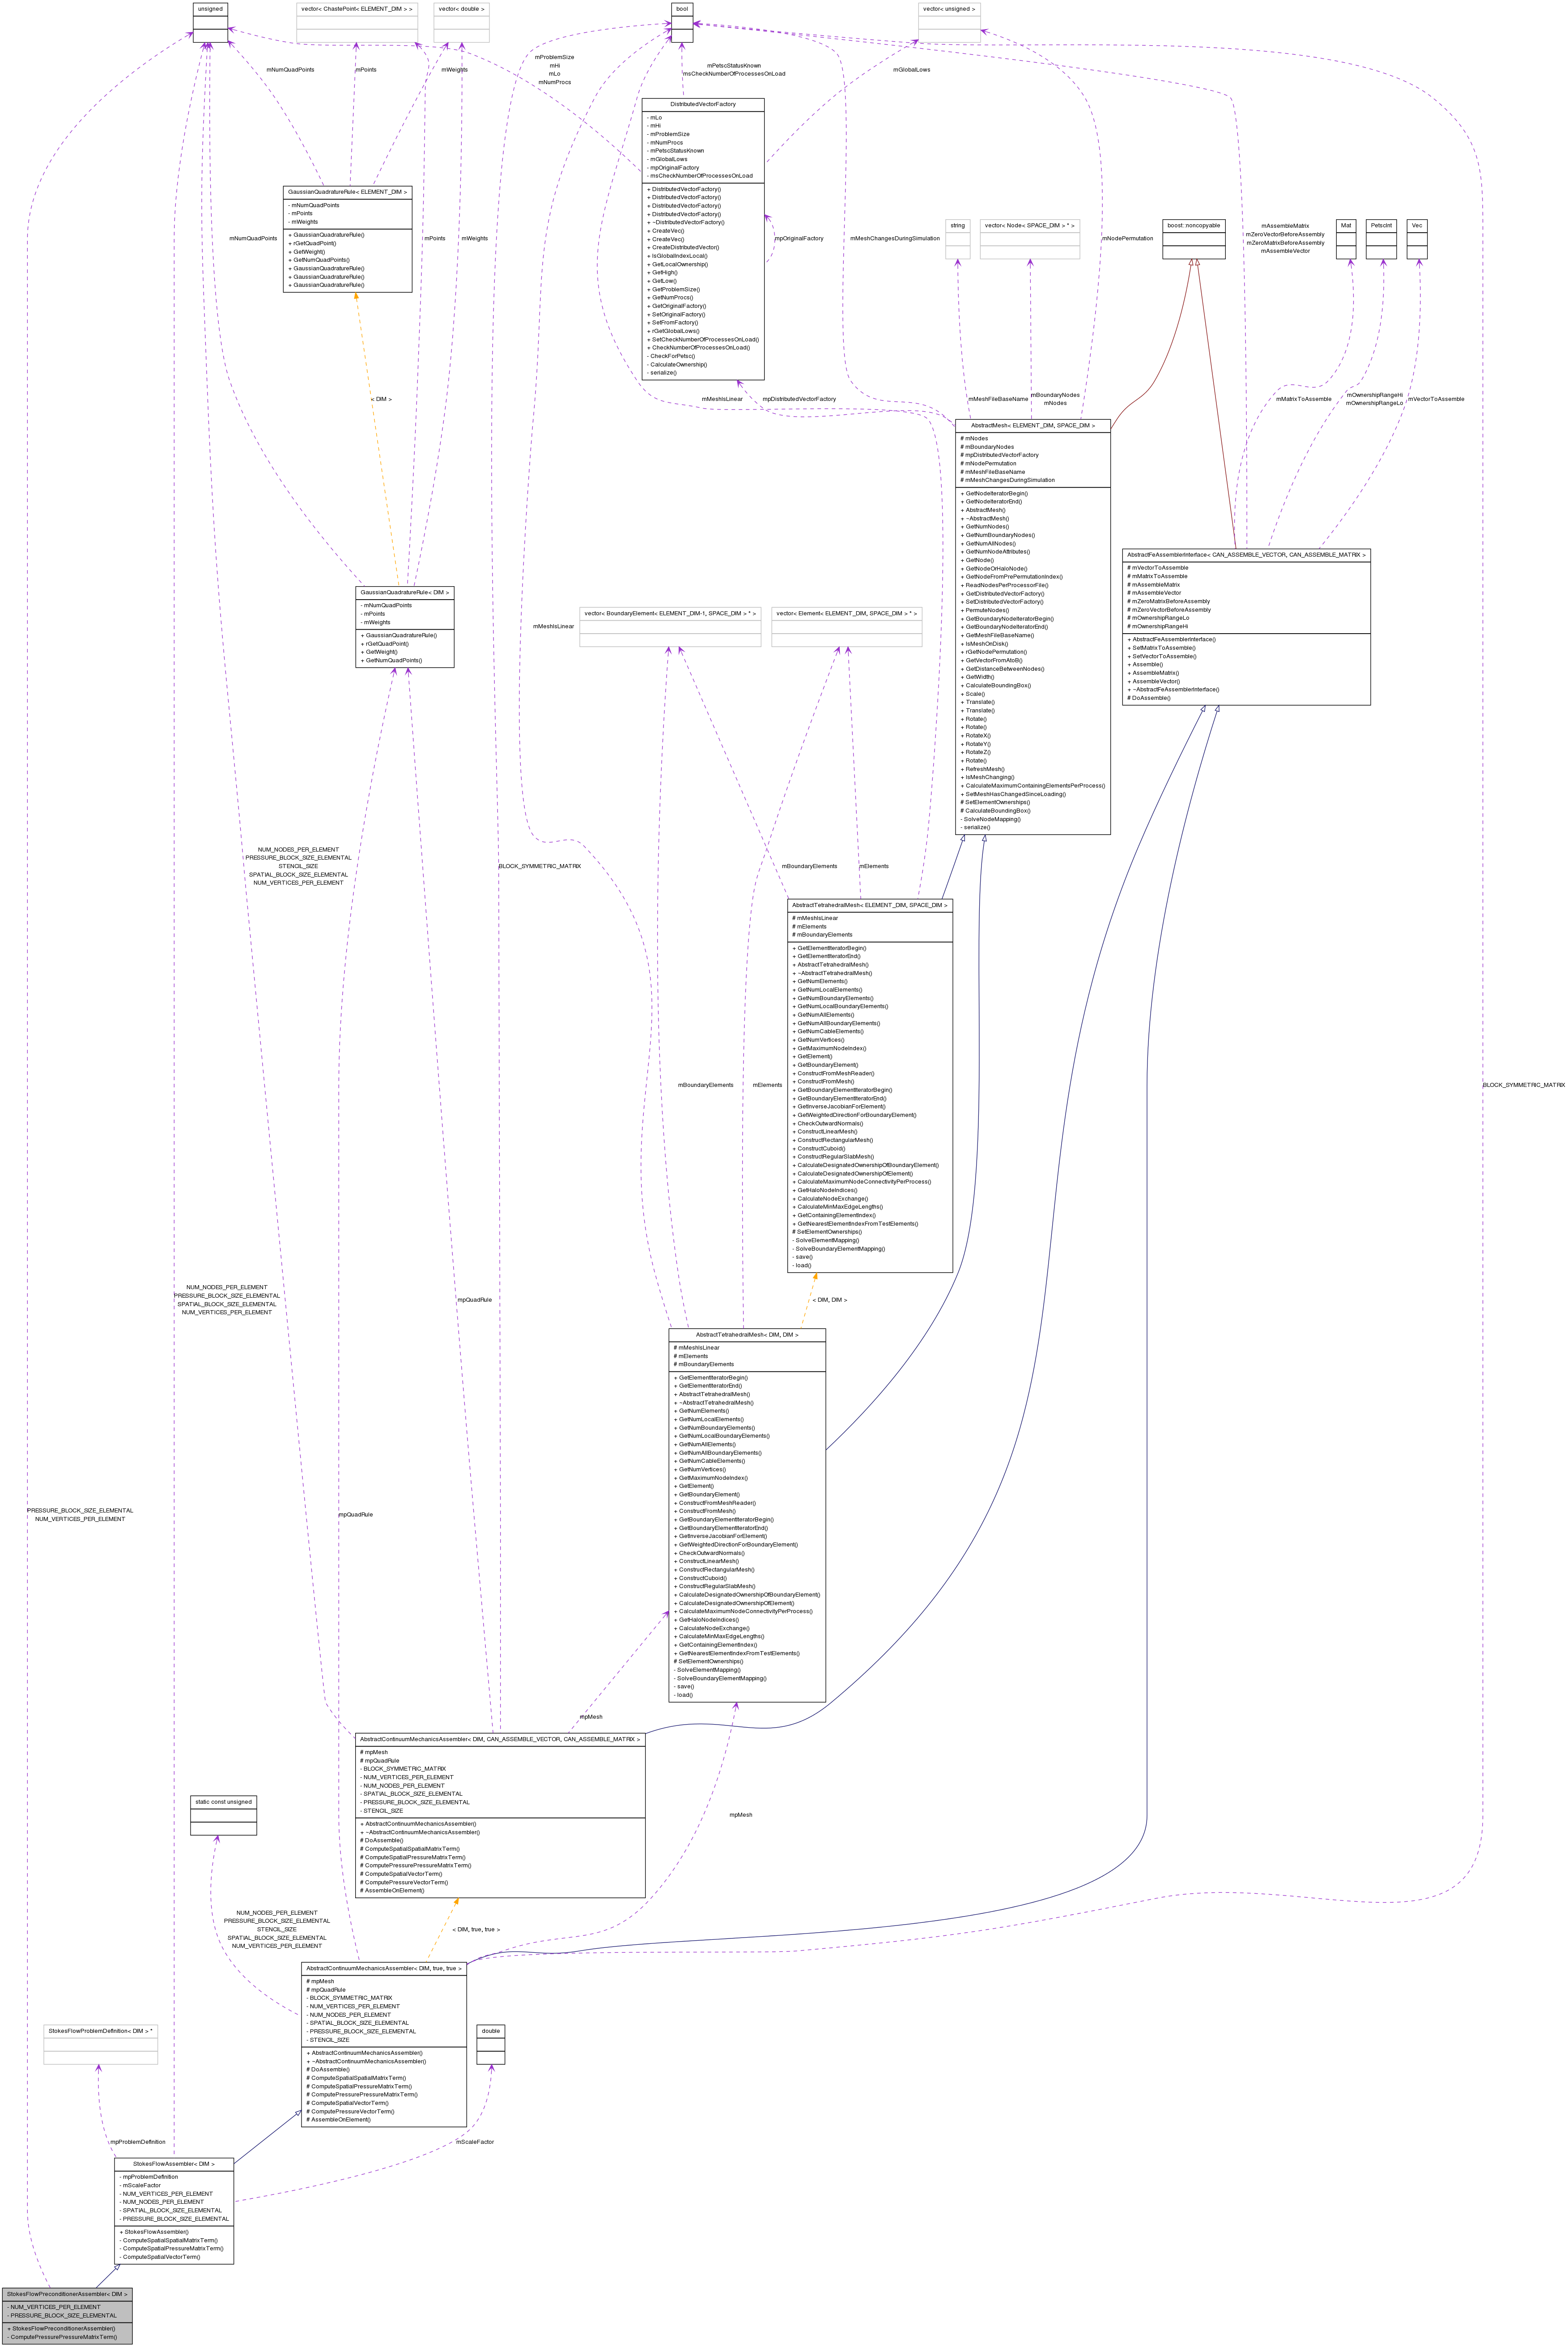 unsigned
vector< ChastePoint< ELEMENT_DIM > >
vector< double >
bool
vector< unsigned >
mNumQuadPoints
mPoints
mWeights
mProblemSize
mHi
mLo
mNumProcs
mPetscStatusKnown
msCheckNumberOfProcessesOnLoad
mGlobalLows
DistributedVectorFactory
- mLo
- mHi
- mProblemSize
- mNumProcs
- mPetscStatusKnown
- mGlobalLows
- mpOriginalFactory
- msCheckNumberOfProcessesOnLoad
+ DistributedVectorFactory()
+ DistributedVectorFactory()
+ DistributedVectorFactory()
+ DistributedVectorFactory()
+ ~DistributedVectorFactory()
+ CreateVec()
+ CreateVec()
+ CreateDistributedVector()
+ IsGlobalIndexLocal()
+ GetLocalOwnership()
+ GetHigh()
+ GetLow()
+ GetProblemSize()
+ GetNumProcs()
+ GetOriginalFactory()
+ SetOriginalFactory()
+ SetFromFactory()
+ rGetGlobalLows()
+ SetCheckNumberOfProcessesOnLoad()
+ CheckNumberOfProcessesOnLoad()
- CheckForPetsc()
- CalculateOwnership()
- serialize()
GaussianQuadratureRule< ELEMENT_DIM >
- mNumQuadPoints
- mPoints
- mWeights
+ GaussianQuadratureRule()
+ rGetQuadPoint()
+ GetWeight()
+ GetNumQuadPoints()
+ GaussianQuadratureRule()
+ GaussianQuadratureRule()
+ GaussianQuadratureRule()
mNumQuadPoints
mPoints
mWeights
mpOriginalFactory
mMeshChangesDuringSimulation
string
vector< Node< SPACE_DIM > * >
mNodePermutation
boost::noncopyable
mAssembleMatrix
mZeroVectorBeforeAssembly
mZeroMatrixBeforeAssembly
mAssembleVector
Mat
PetscInt
Vec
< DIM >
mMeshIsLinear
mpDistributedVectorFactory
mMeshFileBaseName
mBoundaryNodes
mNodes
mMatrixToAssemble
mOwnershipRangeHi
mOwnershipRangeLo
mVectorToAssemble
AbstractMesh< ELEMENT_DIM, SPACE_DIM >
# mNodes
# mBoundaryNodes
# mpDistributedVectorFactory
# mNodePermutation
# mMeshFileBaseName
# mMeshChangesDuringSimulation
+ GetNodeIteratorBegin()
+ GetNodeIteratorEnd()
+ AbstractMesh()
+ ~AbstractMesh()
+ GetNumNodes()
+ GetNumBoundaryNodes()
+ GetNumAllNodes()
+ GetNumNodeAttributes()
+ GetNode()
+ GetNodeOrHaloNode()
+ GetNodeFromPrePermutationIndex()
+ ReadNodesPerProcessorFile()
+ GetDistributedVectorFactory()
+ SetDistributedVectorFactory()
+ PermuteNodes()
+ GetBoundaryNodeIteratorBegin()
+ GetBoundaryNodeIteratorEnd()
+ GetMeshFileBaseName()
+ IsMeshOnDisk()
+ rGetNodePermutation()
+ GetVectorFromAtoB()
+ GetDistanceBetweenNodes()
+ GetWidth()
+ CalculateBoundingBox()
+ Scale()
+ Translate()
+ Translate()
+ Rotate()
+ Rotate()
+ RotateX()
+ RotateY()
+ RotateZ()
+ Rotate()
+ RefreshMesh()
+ IsMeshChanging()
+ CalculateMaximumContainingElementsPerProcess()
+ SetMeshHasChangedSinceLoading()
# SetElementOwnerships()
# CalculateBoundingBox()
- SolveNodeMapping()
- serialize()
AbstractFeAssemblerInterface< CAN_ASSEMBLE_VECTOR, CAN_ASSEMBLE_MATRIX >
# mVectorToAssemble
# mMatrixToAssemble
# mAssembleMatrix
# mAssembleVector
# mZeroMatrixBeforeAssembly
# mZeroVectorBeforeAssembly
# mOwnershipRangeLo
# mOwnershipRangeHi
+ AbstractFeAssemblerInterface()
+ SetMatrixToAssemble()
+ SetVectorToAssemble()
+ Assemble()
+ AssembleMatrix()
+ AssembleVector()
+ ~AbstractFeAssemblerInterface()
# DoAssemble()
GaussianQuadratureRule< DIM >
- mNumQuadPoints
- mPoints
- mWeights
+ GaussianQuadratureRule()
+ rGetQuadPoint()
+ GetWeight()
+ GetNumQuadPoints()
mMeshIsLinear
vector< BoundaryElement< ELEMENT_DIM-1, SPACE_DIM > * >
vector< Element< ELEMENT_DIM, SPACE_DIM > * >
NUM_NODES_PER_ELEMENT
PRESSURE_BLOCK_SIZE_ELEMENTAL
STENCIL_SIZE
SPATIAL_BLOCK_SIZE_ELEMENTAL
NUM_VERTICES_PER_ELEMENT
BLOCK_SYMMETRIC_MATRIX
mBoundaryElements
mElements
AbstractTetrahedralMesh< ELEMENT_DIM, SPACE_DIM >
# mMeshIsLinear
# mElements
# mBoundaryElements
+ GetElementIteratorBegin()
+ GetElementIteratorEnd()
+ AbstractTetrahedralMesh()
+ ~AbstractTetrahedralMesh()
+ GetNumElements()
+ GetNumLocalElements()
+ GetNumBoundaryElements()
+ GetNumLocalBoundaryElements()
+ GetNumAllElements()
+ GetNumAllBoundaryElements()
+ GetNumCableElements()
+ GetNumVertices()
+ GetMaximumNodeIndex()
+ GetElement()
+ GetBoundaryElement()
+ ConstructFromMeshReader()
+ ConstructFromMesh()
+ GetBoundaryElementIteratorBegin()
+ GetBoundaryElementIteratorEnd()
+ GetInverseJacobianForElement()
+ GetWeightedDirectionForBoundaryElement()
+ CheckOutwardNormals()
+ ConstructLinearMesh()
+ ConstructRectangularMesh()
+ ConstructCuboid()
+ ConstructRegularSlabMesh()
+ CalculateDesignatedOwnershipOfBoundaryElement()
+ CalculateDesignatedOwnershipOfElement()
+ CalculateMaximumNodeConnectivityPerProcess()
+ GetHaloNodeIndices()
+ CalculateNodeExchange()
+ CalculateMinMaxEdgeLengths()
+ GetContainingElementIndex()
+ GetNearestElementIndexFromTestElements()
# SetElementOwnerships()
- SolveElementMapping()
- SolveBoundaryElementMapping()
- save()
- load()
mBoundaryElements
mElements
BLOCK_SYMMETRIC_MATRIX
NUM_NODES_PER_ELEMENT
PRESSURE_BLOCK_SIZE_ELEMENTAL
SPATIAL_BLOCK_SIZE_ELEMENTAL
NUM_VERTICES_PER_ELEMENT
mpQuadRule
< DIM, DIM >
AbstractTetrahedralMesh< DIM, DIM >
# mMeshIsLinear
# mElements
# mBoundaryElements
+ GetElementIteratorBegin()
+ GetElementIteratorEnd()
+ AbstractTetrahedralMesh()
+ ~AbstractTetrahedralMesh()
+ GetNumElements()
+ GetNumLocalElements()
+ GetNumBoundaryElements()
+ GetNumLocalBoundaryElements()
+ GetNumAllElements()
+ GetNumAllBoundaryElements()
+ GetNumCableElements()
+ GetNumVertices()
+ GetMaximumNodeIndex()
+ GetElement()
+ GetBoundaryElement()
+ ConstructFromMeshReader()
+ ConstructFromMesh()
+ GetBoundaryElementIteratorBegin()
+ GetBoundaryElementIteratorEnd()
+ GetInverseJacobianForElement()
+ GetWeightedDirectionForBoundaryElement()
+ CheckOutwardNormals()
+ ConstructLinearMesh()
+ ConstructRectangularMesh()
+ ConstructCuboid()
+ ConstructRegularSlabMesh()
+ CalculateDesignatedOwnershipOfBoundaryElement()
+ CalculateDesignatedOwnershipOfElement()
+ CalculateMaximumNodeConnectivityPerProcess()
+ GetHaloNodeIndices()
+ CalculateNodeExchange()
+ CalculateMinMaxEdgeLengths()
+ GetContainingElementIndex()
+ GetNearestElementIndexFromTestElements()
# SetElementOwnerships()
- SolveElementMapping()
- SolveBoundaryElementMapping()
- save()
- load()
PRESSURE_BLOCK_SIZE_ELEMENTAL
NUM_VERTICES_PER_ELEMENT
mpQuadRule
mpMesh
AbstractContinuumMechanicsAssembler< DIM, CAN_ASSEMBLE_VECTOR, CAN_ASSEMBLE_MATRIX >
# mpMesh
# mpQuadRule
- BLOCK_SYMMETRIC_MATRIX
- NUM_VERTICES_PER_ELEMENT
- NUM_NODES_PER_ELEMENT
- SPATIAL_BLOCK_SIZE_ELEMENTAL
- PRESSURE_BLOCK_SIZE_ELEMENTAL
- STENCIL_SIZE
+ AbstractContinuumMechanicsAssembler()
+ ~AbstractContinuumMechanicsAssembler()
# DoAssemble()
# ComputeSpatialSpatialMatrixTerm()
# ComputeSpatialPressureMatrixTerm()
# ComputePressurePressureMatrixTerm()
# ComputeSpatialVectorTerm()
# ComputePressureVectorTerm()
# AssembleOnElement()
static const unsigned
mpMesh
NUM_NODES_PER_ELEMENT
PRESSURE_BLOCK_SIZE_ELEMENTAL
STENCIL_SIZE
SPATIAL_BLOCK_SIZE_ELEMENTAL
NUM_VERTICES_PER_ELEMENT
< DIM, true, true >
AbstractContinuumMechanicsAssembler< DIM, true, true >
# mpMesh
# mpQuadRule
- BLOCK_SYMMETRIC_MATRIX
- NUM_VERTICES_PER_ELEMENT
- NUM_NODES_PER_ELEMENT
- SPATIAL_BLOCK_SIZE_ELEMENTAL
- PRESSURE_BLOCK_SIZE_ELEMENTAL
- STENCIL_SIZE
+ AbstractContinuumMechanicsAssembler()
+ ~AbstractContinuumMechanicsAssembler()
# DoAssemble()
# ComputeSpatialSpatialMatrixTerm()
# ComputeSpatialPressureMatrixTerm()
# ComputePressurePressureMatrixTerm()
# ComputeSpatialVectorTerm()
# ComputePressureVectorTerm()
# AssembleOnElement()
StokesFlowProblemDefinition< DIM > *
double
mpProblemDefinition
mScaleFactor
StokesFlowAssembler< DIM >
- mpProblemDefinition
- mScaleFactor
- NUM_VERTICES_PER_ELEMENT
- NUM_NODES_PER_ELEMENT
- SPATIAL_BLOCK_SIZE_ELEMENTAL
- PRESSURE_BLOCK_SIZE_ELEMENTAL
+ StokesFlowAssembler()
- ComputeSpatialSpatialMatrixTerm()
- ComputeSpatialPressureMatrixTerm()
- ComputeSpatialVectorTerm()
StokesFlowPreconditionerAssembler< DIM >
- NUM_VERTICES_PER_ELEMENT
- PRESSURE_BLOCK_SIZE_ELEMENTAL
+ StokesFlowPreconditionerAssembler()
- ComputePressurePressureMatrixTerm()